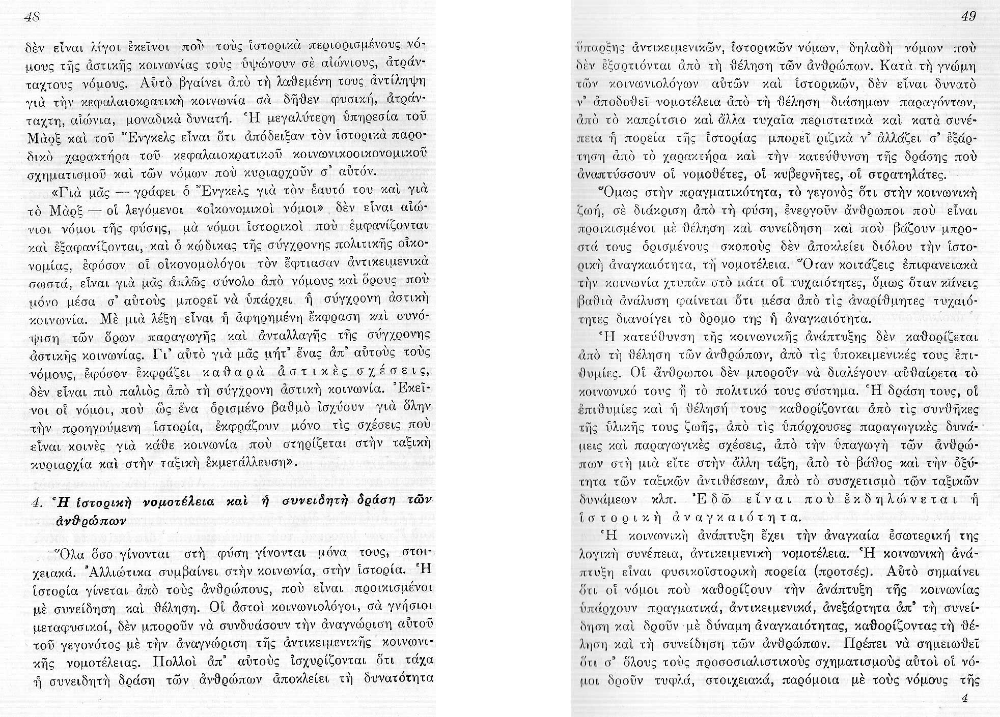 48
δὲν εἶναι λίγοι ἐκεῖνοι ποὺ τοὺς ἱστορικὰ περιορισμένους νό-
μους τῆς ἀστικῆς κοινωνίας τοὺς ὑψώνουν σὲ αἰώνιους, ἀτράν-
ταχτους νόμους. Αὐτὸ βγαίνει ἀπὸ τὴ λαθεμένη τους ἀντίληψη
γιὰ τὴν κεφαλαιοκρατικὴ κοινωνία σὰ δῆθεν φυσική, ἀτράν-
ταχτη, αἰώνια, μοναδικὰ δυνατή. Ἡ μεγαλύτερη ὑπηρεσία τοῦ
Μὰρξ καὶ τοῦ Ἔνγκελς εἶναι ὅτι ἀπόδειξαν τὸν ἱστορικὰ παρο-
δικὸ χαρακτήρα τοῦ κεφαλαιοκρατικοῦ κοινωνικοοικονομικοῦ
σχηματισμοῦ καὶ τῶν νόμων ποὺ κυριαρχοῦν σ' αὐτόν.
«Γιὰ μᾶς — γράφει ὁ Ἔνγκελς γιὰ τὸν ἑαυτό του καὶ γιὰ
τὸ Μὰρξ — οἱ λεγόμενοι «οἰκονομικοὶ νόμοι» δὲν εἶναι αἰώ-
νιοι νόμοι τῆς φύσης, μὰ νόμοι ἱστορικοὶ ποὺ ἐμφανίζονται
καὶ ἐξαφανίζονται, καὶ ὁ κώδικας τῆς σύγχρονης πολιτικῆς οἰκο-
νομίας, ἐφόσον οἱ οἰκονομολόγοι τὸν ἔφτιασαν ἀντικειμενικὰ
σωστά, εἶναι γιὰ μᾶς ἁπλῶς σύνολο ἀπὸ νόμους καὶ ὅρους ποὺ
μόνο μέσα σ' αὐτοὺς μπορεῖ νὰ ὑπάρχει ἡ σύγχρονη ἀστικὴ
κοινωνία. Μὲ μιὰ λέξη εἶναι ἡ ἀφηρημένη ἔκφραση καὶ συνό-
ψιση τῶν ὅρων παραγωγῆς καὶ ἀνταλλαγῆς τῆς σύγχρονης
ἀστικῆς κοινωνίας. Γι' αὐτὸ γιὰ μᾶς μήτ' ἕνας ἀπ' αὐτοὺς τοὺς
νόμους, ἐφόσον ἐκφράζει καθαρὰ ἀστικὲς σχέσεις,
δὲν εἶναι πιὸ παλιὸς ἀπὸ τὴ σύγχρονη ἀστικὴ κοινωνία. Ἐκεῖ-
νοι οἱ νόμοι, ποὺ ὣς ἕνα ὁρισμένο βαθμὸ ἰσχύουν γιὰ ὅλην
τὴν προηγούμενη ἱστορία, ἐκφράζουν μόνο τὶς σχέσεις ποὺ
εἶναι κοινὲς γιὰ κάθε κοινωνία ποὺ στηρίζεται στὴν ταξικὴ
κυριαρχία καὶ στὴν ταξικὴ ἐκμετάλλευση».
4. Ἡ ἱστορικὴ νομοτέλεια καὶ ἡ συνειδητὴ δράση τῶν
ἀνθρώπων
Ὅλα ὅσο γίνονται στὴ φύση γίνονται μόνα τους, στοι-
χειακά. Ἀλλιώτικα συμβαίνει στὴν κοινωνία, στὴν ἱστορία. Ἡ
ἱστορία γίνεται ἀπὸ τοὺς ἀνθρώπους, ποὺ εἶναι προικισμένοι
μὲ συνείδηση καὶ θέληση. Οἱ ἀστοὶ κοινωνιολόγοι, σὰ γνήσιοι
μεταφυσικοί, δὲν μποροῦν νὰ συνδυάσουν τὴν ἀναγνώριση αὐτοῦ
τοῦ γεγονότος μὲ τὴν ἀναγνώριση τῆς ἀντικειμενικῆς κοινωνι-
κῆς νομοτέλειας. Πολλοὶ ἀπ' αὐτοὺς ἰσχυρίζονται ὅτι τάχα
ἡ συνειδητὴ δράση τῶν ἀνθρώπων ἀποκλείει τὴ δυνατότητα
49
ὕπαρξης ἀντικειμενικῶν, ἱστορικῶν νόμων, δηλαδὴ νόμων ποὺ
δὲν ἐξαρτιόνται ἀπὸ τὴ θέληση τῶν ἀνθρώπων. Κατὰ τὴ γνώμη
τῶν κοινωνιολόγων αὐτῶν καὶ ἱστορικῶν, δὲν εἶναι δυνατὸ
ν' ἀποδοθεῖ νομοτέλεια ἀπὸ τὴ θέληση διάσημων παραγόντων,
ἀπὸ τὸ καπρίτσιο καὶ ἄλλα τυχαῖα περιστατικὰ καὶ κατὰ συνέ-
πεια ἡ πορεία τῆς ἱστορίας μπορεῖ ριζικὰ ν' ἀλλάζει σ' ἐξάρ-
τηση ἀπὸ τὸ χαρακτήρα καὶ τὴν κατεύθυνση τῆς δράσης ποὺ
ἀναπτύσσουν οἱ νομοθέτες, οἱ κυβερνῆτες, οἱ στρατηλάτες.
Ὅμως στὴν πραγματικότητα, τὸ γεγονὸς ὅτι στὴν κοινωνικὴ
ζωή, σὲ διάκριση ἀπὸ τὴ φύση, ἐνεργοῦν ἄνθρωποι ποὺ εἶναι
προικισμένοι μὲ θέληση καὶ συνείδηση καὶ ποὺ βάζουν μπρο-
στά τους ὁρισμένους σκοποὺς δὲν ἀποκλείει διόλου τὴν ἱστο-
ρικὴ ἀναγκαιότητα, τὴ νομοτέλεια. Ὅταν κοιτάζεις ἐπιφανειακὰ
τὴν κοινωνία χτυπᾶν στὸ μάτι οἱ τυχαιότητες, ὅμως ὅταν κάνεις
βαθιὰ ἀνάλυση φαίνεται ὅτι μέσα ἀπὸ τὶς ἀναρίθμητες τυχαιό-
τητες διανοίγει τὸ δρομο της ἡ ἀναγκαιότητα.
Ἡ κατεύθυνση τῆς κοινωνικῆς ἀνάπτυξης δὲν καθορίζεται
ἀπὸ τὴ θέληση τῶν ἀνθρώπων, ἀπὸ τὶς ὑποκειμενικές τους ἐπι-
θυμίες. Οἱ ἄνθρωποι δὲν μποροῦν νὰ διαλέγουν αὐθαίρετα τὸ
κοινωνικό τους ἢ τὸ πολιτικό τους σύστημα. Ἡ δράση τους, οἱ
ἐπιθυμίες καὶ ἡ θέλησή τους καθορίζονται ἀπὸ τὶς συνθῆκες
τῆς ὑλικῆς τους ζωῆς, ἀπὸ τὶς ὑπάρχουσες παραγωγικὲς δυνά-
μεις καὶ παραγωγικὲς σχέσεις, ἀπὸ τὴν ὑπαγωγὴ τῶν ἀνθρώ-
πων στὴ μιὰ εἴτε στὴν ἄλλη τάξη, ἀπὸ τὸ βάθος καὶ τὴν ὀξύ-
τητα τῶν ταξικῶν ἀντιθέσεων, ἀπὸ τὸ συσχετισμὸ τῶν ταξικῶν
δυνάμεων κλπ. Ἐδῶ εἶναι ποὺ ἐκδηλώνεται ἡ
ἱστορικὴ ἀναγκαιότητα.
Ἡ κοινωνικὴ ἀνάπτυξη ἔχει τὴν ἀναγκαία ἐσωτερική της
λογικὴ συνέπεια, ἀντικειμενικὴ νομοτέλεια. Ἡ κοινωνικὴ ἀνά-
πτυξη εἶναι φυσικοϊστορικὴ πορεία (προτσές). Αὐτὸ σημαίνει
ὅτι οἱ νόμοι ποὺ καθορίζουν τὴν ἀνάπτυξη τῆς κοινωνίας
ὑπάρχουν πραγματικά, ἀντικειμενικά, ἀνεξάρτητα ἀπ' τὴ συνεί-
δηση καὶ δροῦν μὲ δύναμη ἀναγκαιότητας, καθορίζοντας τὴ θέ-
ληση καὶ τὴ συνείδηση τῶν ἀνθρώπων. Πρέπει νὰ σημειωθεῖ
ὅτι σ' ὅλους τοὺς προσοσιαλιστικοὺς σχηματισμοὺς αὐτοὶ οἱ νό-
μοι δροῦν τυφλά, στοιχειακά, παρόμοια μὲ τοὺς νόμους τῆς
4